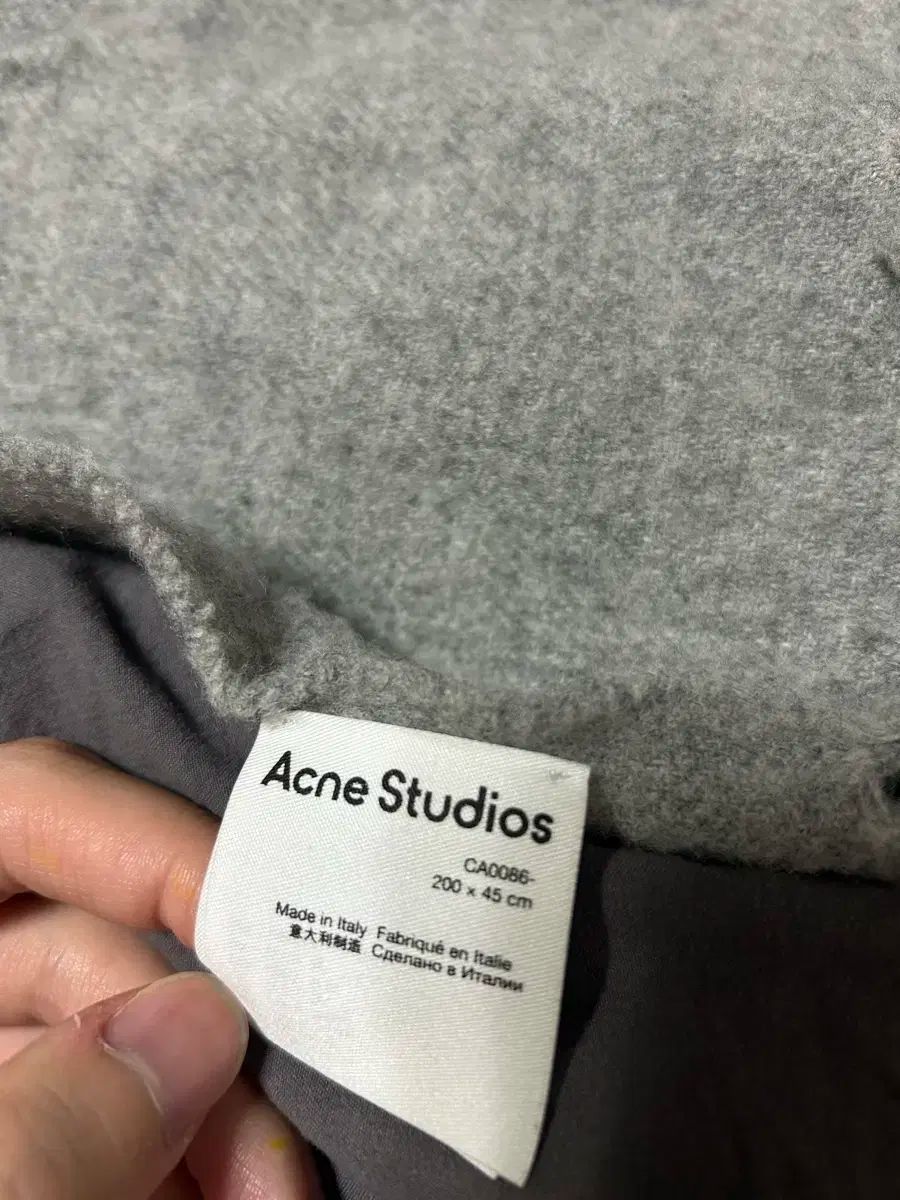 Acne Studios
CA0086-
200 x 45 cm
Made in Italy Fabriqué en Italie
意大利制造 Сделано в Италии